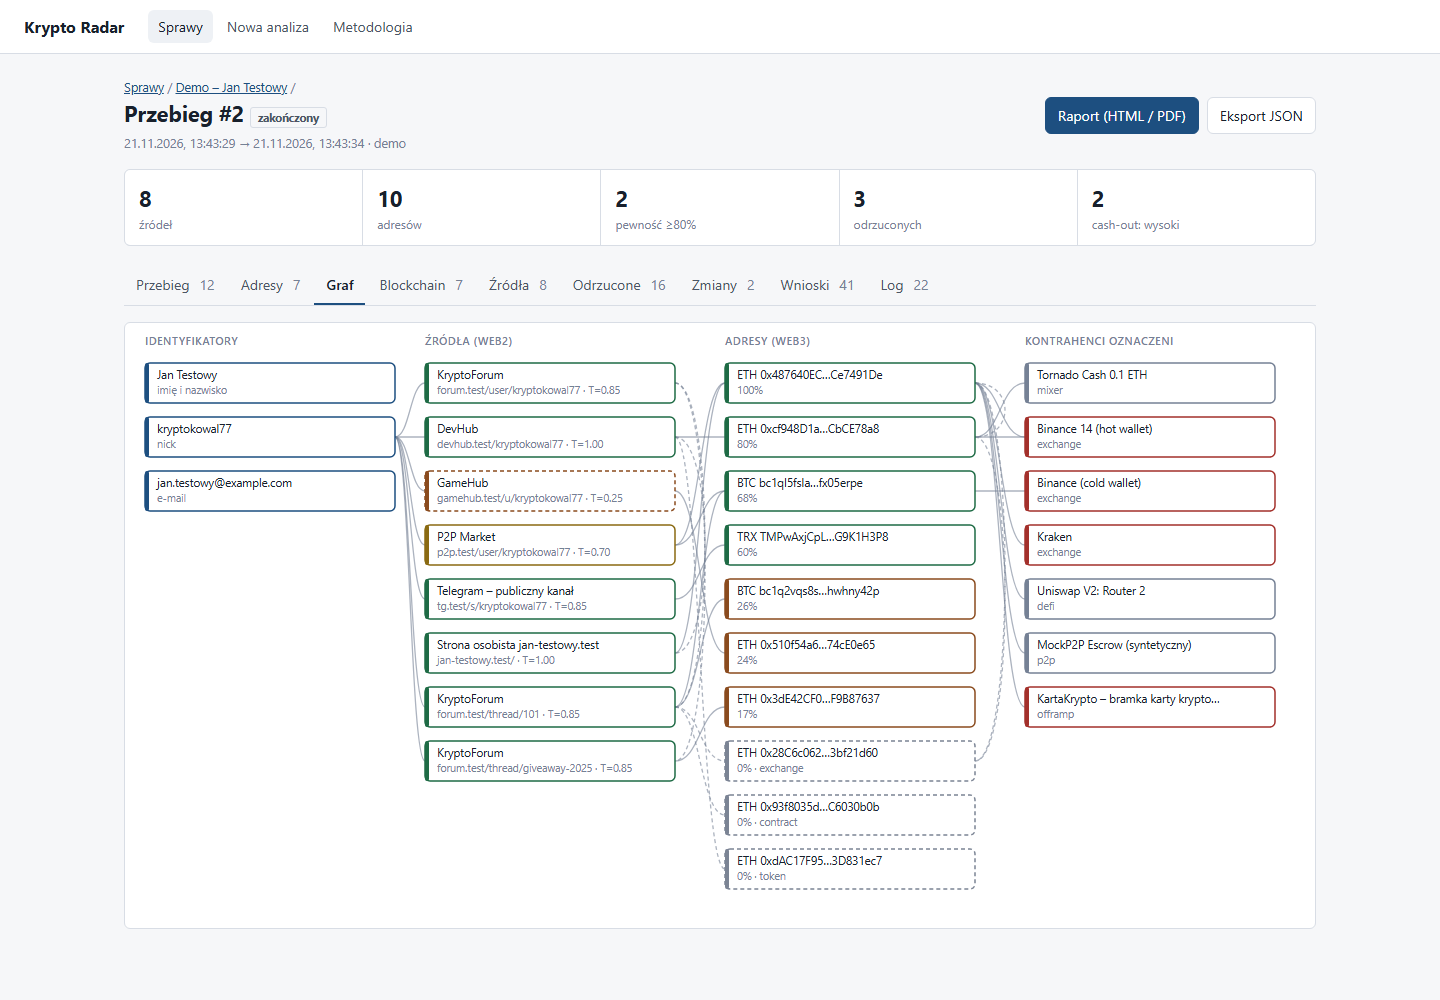 Krypto Radar
Sprawy
Nowa analiza
Metodologia
Sprawy / Demo – Jan Testowy /
Przebieg #2 zakończony
21.11.2026, 13:43:29 → 21.11.2026, 13:43:34 · demo
Raport (HTML / PDF)
Eksport JSON
8
źródeł
10
adresów
2
pewność ≥80%
3
odrzuconych
2
cash-out: wysoki
Przebieg 12
Adresy 7
Graf
Blockchain 7
Źródła 8
Odrzucone 16
Zmiany 2
Wnioski 41
Log 22
IDENTYFIKATORY
Jan Testowy
imię i nazwisko
kryptokowal77
nick
jan.testowy@example.com
e-mail
ŹRÓDŁA (WEB2)
KryptoForum
forum.test/user/kryptokowal77 · T=0.85
DevHub
devhub.test/kryptokowal77 · T=1.00
GameHub
gamehub.test/u/kryptokowal77 · T=0.25
P2P Market
p2p.test/user/kryptokowal77 · T=0.70
Telegram – publiczny kanał
tg.test/s/kryptokowal77 · T=0.85
Strona osobista jan-testowy.test
jan-testowy.test/ · T=1.00
KryptoForum
forum.test/thread/101 · T=0.85
KryptoForum
forum.test/thread/giveaway-2025 · T=0.85
ADRESY (WEB3)
ETH 0x487640EC…Ce7491De
100%
ETH 0xcf948D1a…CbCE78a8
80%
BTC bc1ql5fsla…fx05erpe
68%
TRX TMPwAxjCpL…G9K1H3P8
60%
BTC bc1q2vqs8s…hwhny42p
26%
ETH 0x510f54a6…74cE0e65
24%
ETH 0x3dE42CF0…F9B87637
17%
ETH 0x28C6c062…3bf21d60
0% · exchange
ETH 0x93f8035d…C6030b0b
0% · contract
ETH 0xdAC17F95…3D831ec7
0% · token
KONTRAHENCI OZNACZENI
Tornado Cash 0.1 ETH
mixer
Binance 14 (hot wallet)
exchange
Binance (cold wallet)
exchange
Kraken
exchange
Uniswap V2: Router 2
defi
MockP2P Escrow (syntetyczny)
p2p
KartaKrypto – bramka karty krypto…
offramp